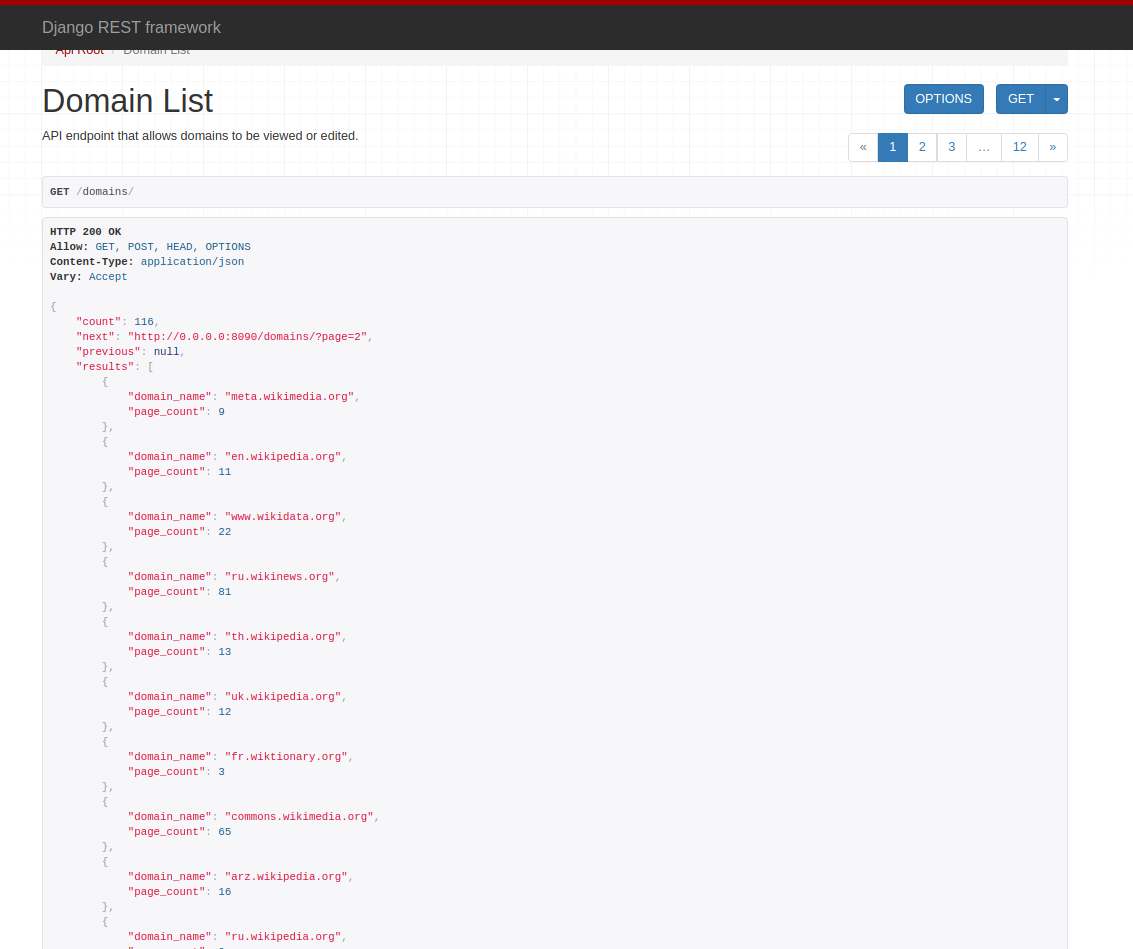 Django REST framework
Api Root / Domain List
Domain List
OPTIONS GET
API endpoint that allows domains to be viewed or edited.
« 1 2 3 … 12 »
GET /domains/
HTTP 200 OK
Allow: GET, POST, HEAD, OPTIONS
Content-Type: application/json
Vary: Accept
{
    "count": 116,
    "next": "http://0.0.0.0:8090/domains/?page=2",
    "previous": null,
    "results": [
        {
            "domain_name": "meta.wikimedia.org",
            "page_count": 9
        },
        {
            "domain_name": "en.wikipedia.org",
            "page_count": 11
        },
        {
            "domain_name": "www.wikidata.org",
            "page_count": 22
        },
        {
            "domain_name": "ru.wikinews.org",
            "page_count": 81
        },
        {
            "domain_name": "th.wikipedia.org",
            "page_count": 13
        },
        {
            "domain_name": "uk.wikipedia.org",
            "page_count": 12
        },
        {
            "domain_name": "fr.wiktionary.org",
            "page_count": 3
        },
        {
            "domain_name": "commons.wikimedia.org",
            "page_count": 65
        },
        {
            "domain_name": "arz.wikipedia.org",
            "page_count": 16
        },
        {
            "domain_name": "ru.wikipedia.org",